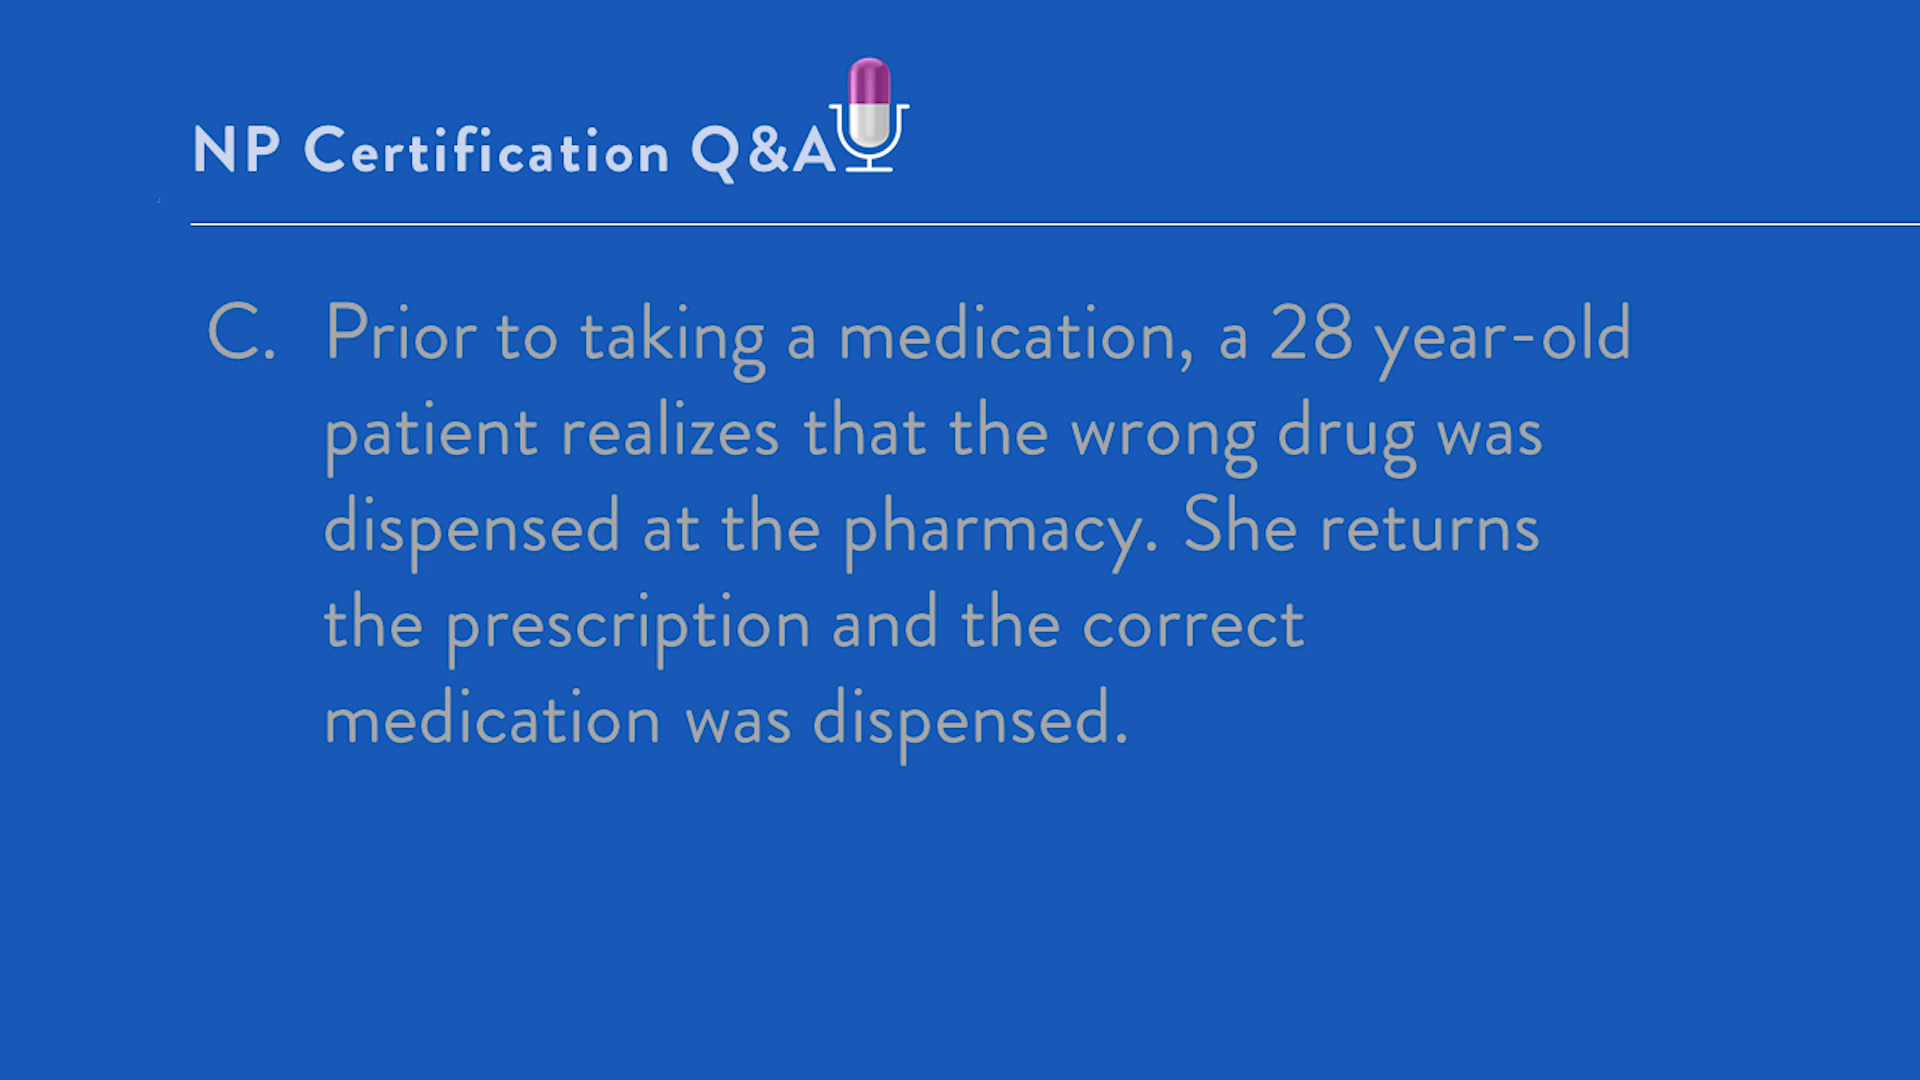 NP Certification Q&A
C. Prior to taking a medication, a 28 year-old
patient realizes that the wrong drug was
dispensed at the pharmacy. She returns
the prescription and the correct
medication was dispensed.